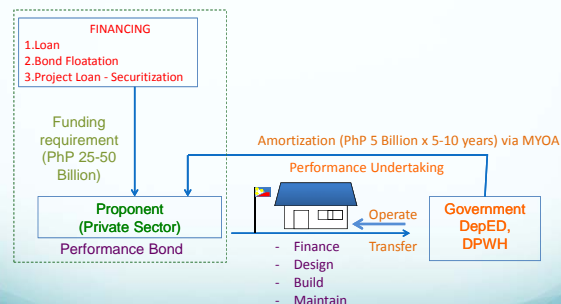 FINANCING
1.Loan
2.Bond Floatation
3.Project Loan - Securitization
Funding
requirement
(PhP 25-50
Billion)
Amortization (PhP 5 Billion x 5-10 years) via MYOA
Performance Undertaking
Proponent
(Private Sector)
Performance Bond
Operate
Transfer
Government
DepED,
DPWH
- Finance
- Design
- Build
- Maintain